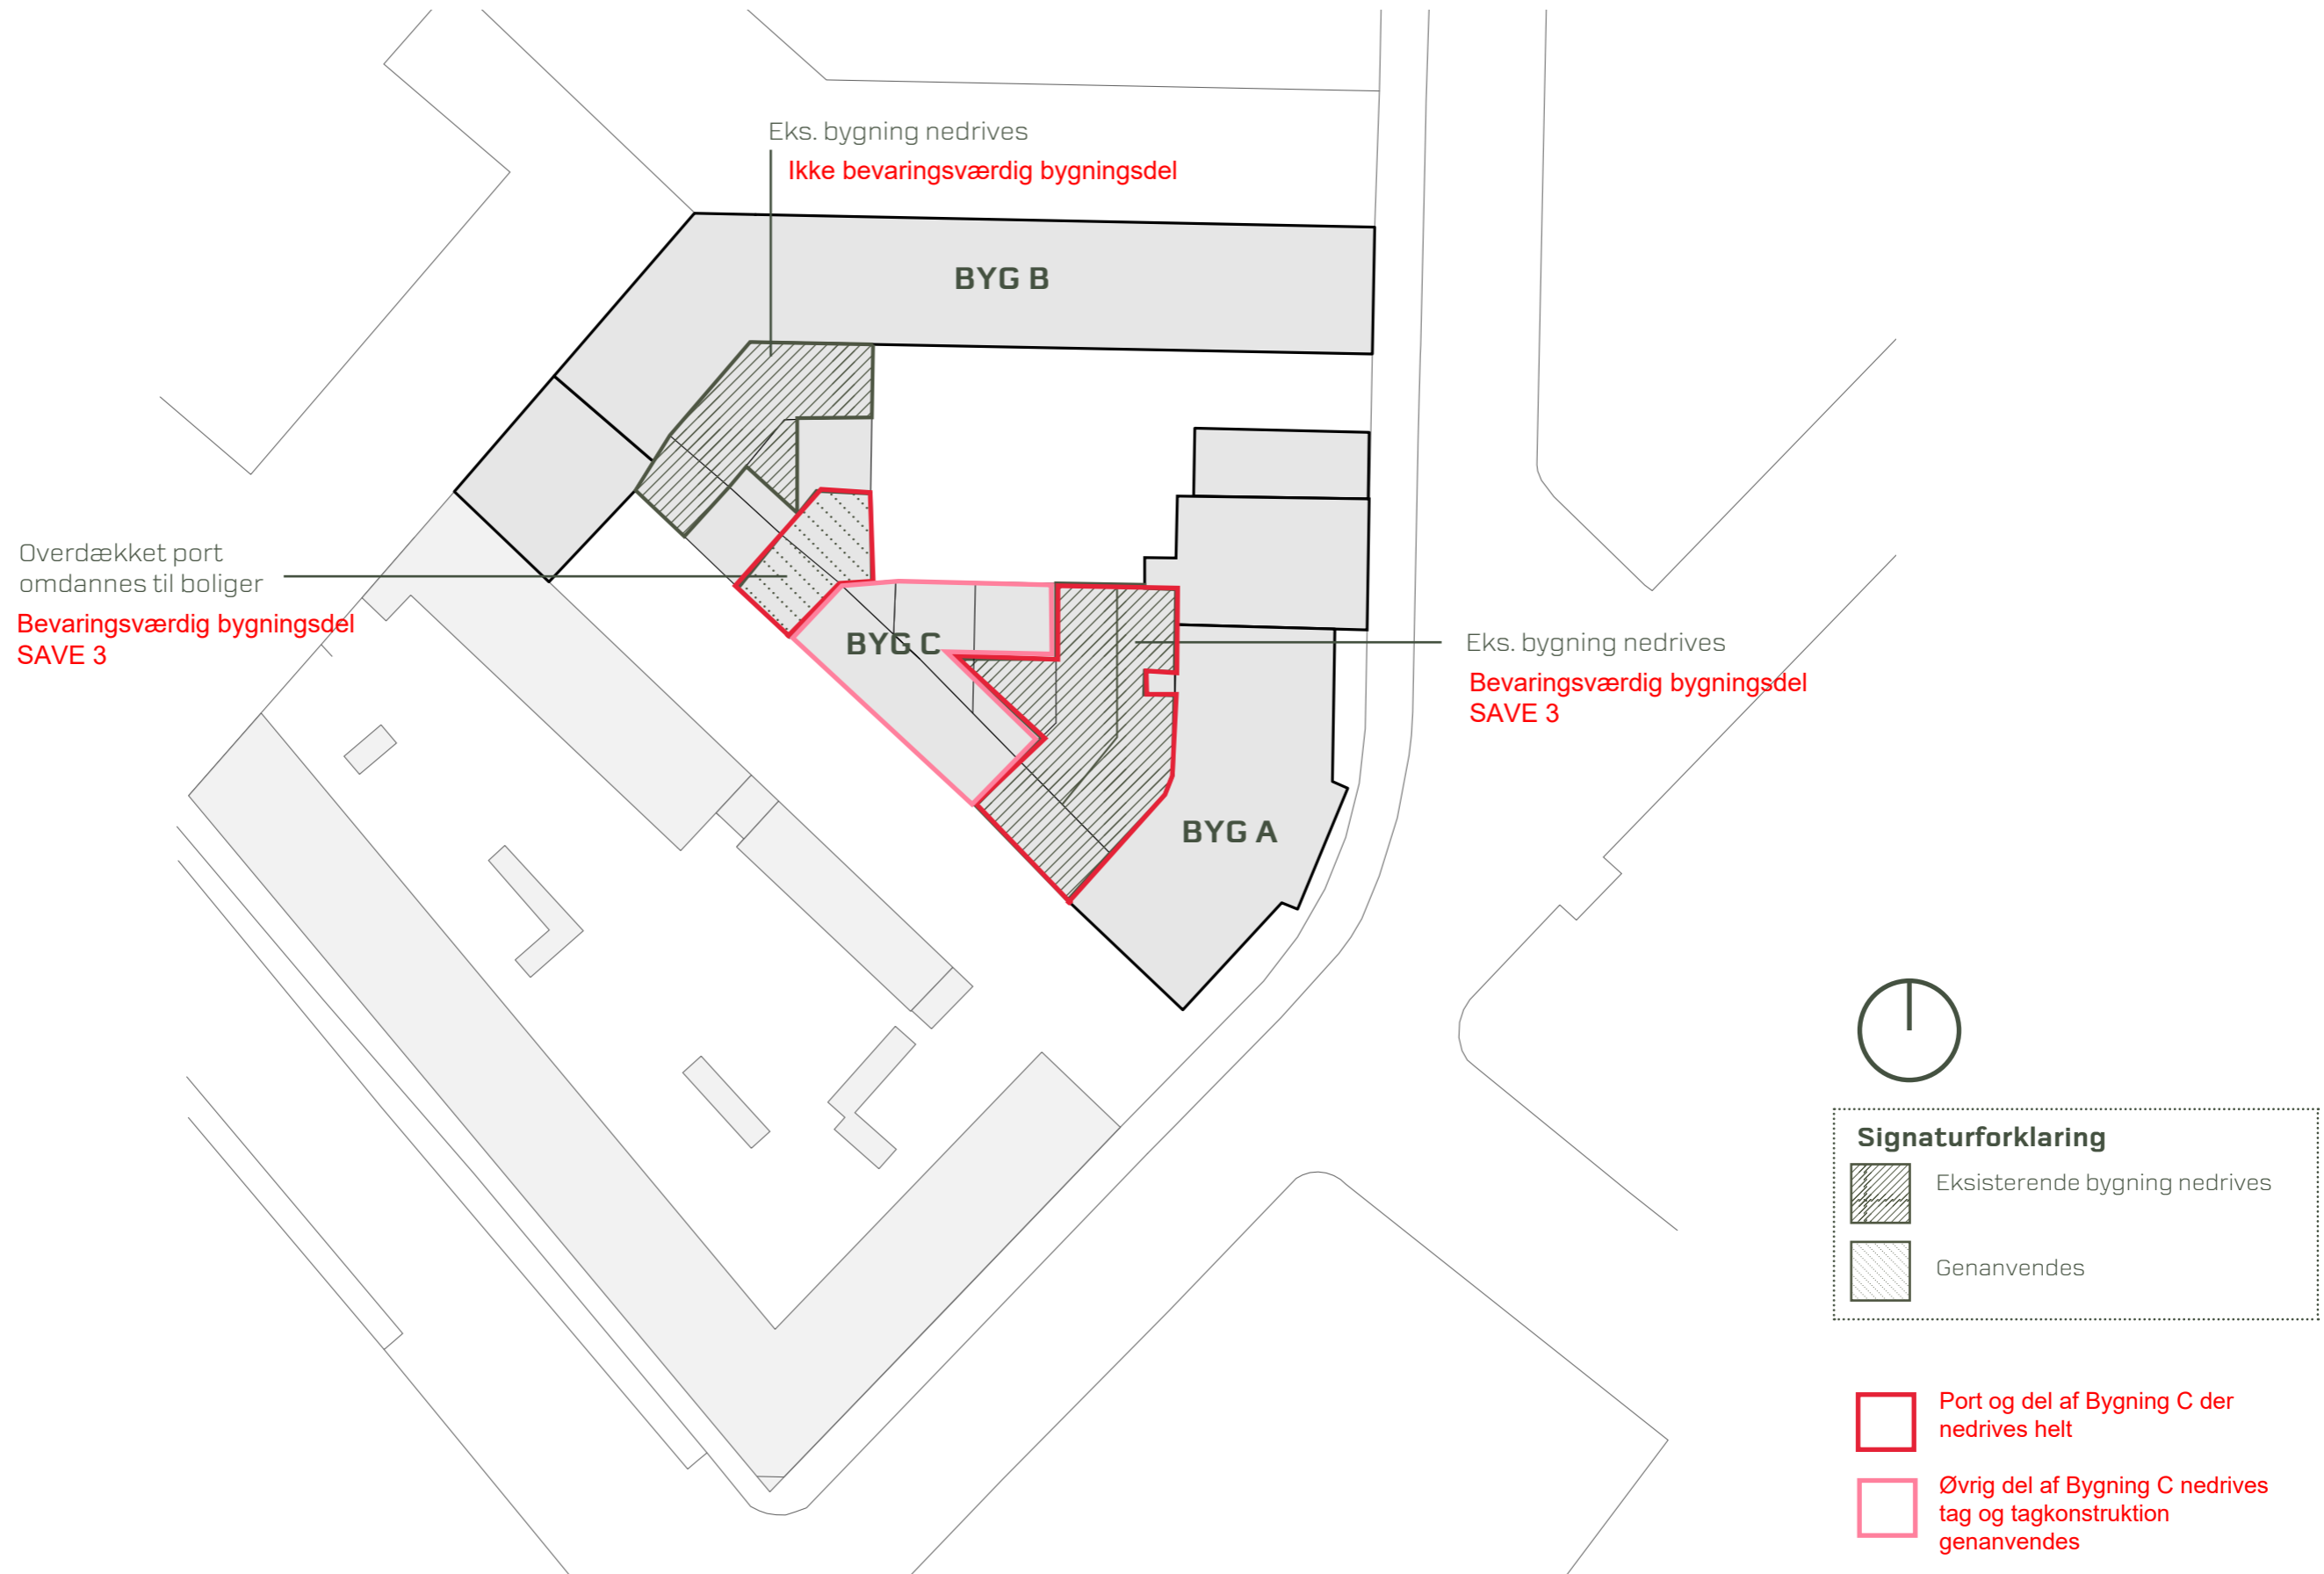 Eks. bygning nedrives
Ikke bevaringsværdig bygningsdel
BYG B
Overdækket port
omdannes til boliger
Bevaringsværdig bygningsdel
SAVE 3
BYG C
Eks. bygning nedrives
Bevaringsværdig bygningsdel
SAVE 3
BYG A
Signaturforklaring
Eksisterende bygning nedrives
Genanvendes
Port og del af Bygning C der
nedrives helt
Øvrig del af Bygning C nedrives
tag og tagkonstruktion
genanvendes